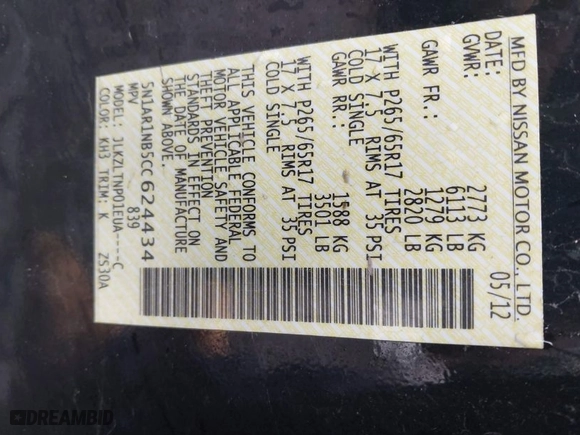 MFD BY NISSAN MOTOR CO., LTD.
DATE: 05/12
GVWR: 2773 KG
6113 LB
GAWR FR.: 1279 KG
2820 LB
WITH P265/65R17 TIRES
17 X 7.5 RIMS AT 35 PSI
COLD SINGLE
GAWR RR.: 1588 KG
3501 LB
WITH P265/65R17 TIRES
17 X 7.5 RIMS AT 35 PSI
COLD SINGLE
THIS VEHICLE CONFORMS TO
ALL APPLICABLE FEDERAL
MOTOR VEHICLE SAFETY AND
THEFT PREVENTION
STANDARDS IN EFFECT ON
THE DATE OF MANUFACTURE
SHOWN ABOVE.
5N1AR1NB5CC624434
MPV 839
MODEL: JLKZLTNP01EUA----C
COLOR: KH3 TRIM: K ZS30A
DREAMBID